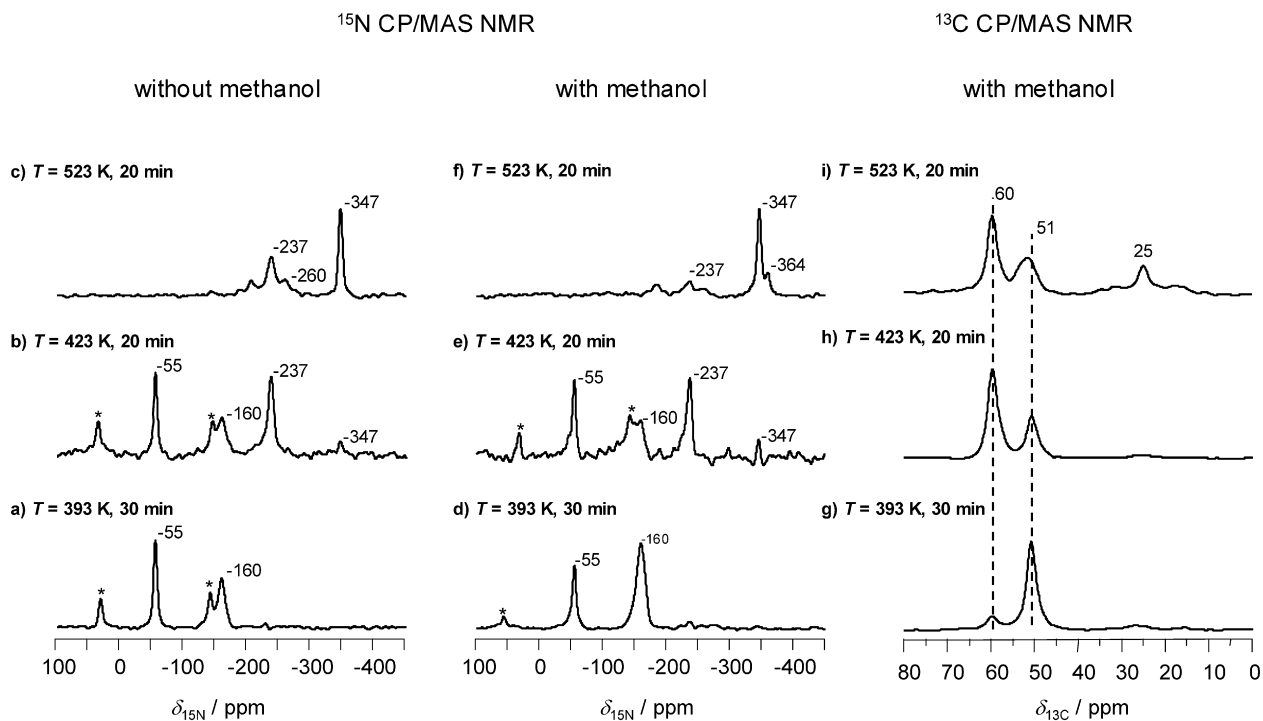 ¹⁵N CP/MAS NMR
¹³C CP/MAS NMR
without methanol
with methanol
with methanol
c) T = 523 K, 20 min
-347
-237
-260
f) T = 523 K, 20 min
-347
-364
-237
i) T = 523 K, 20 min
60
51
25
b) T = 423 K, 20 min
*
-55
*
-160
-237
-347
e) T = 423 K, 20 min
*
-55
*
-160
-237
-347
h) T = 423 K, 20 min
a) T = 393 K, 30 min
*
-55
*
-160
d) T = 393 K, 30 min
*
-55
-160
g) T = 393 K, 30 min
100 0 -100 -200 -300 -400
100 0 -100 -200 -300 -400
80 70 60 50 40 30 20 10 0
δ15N / ppm
δ15N / ppm
δ13C / ppm